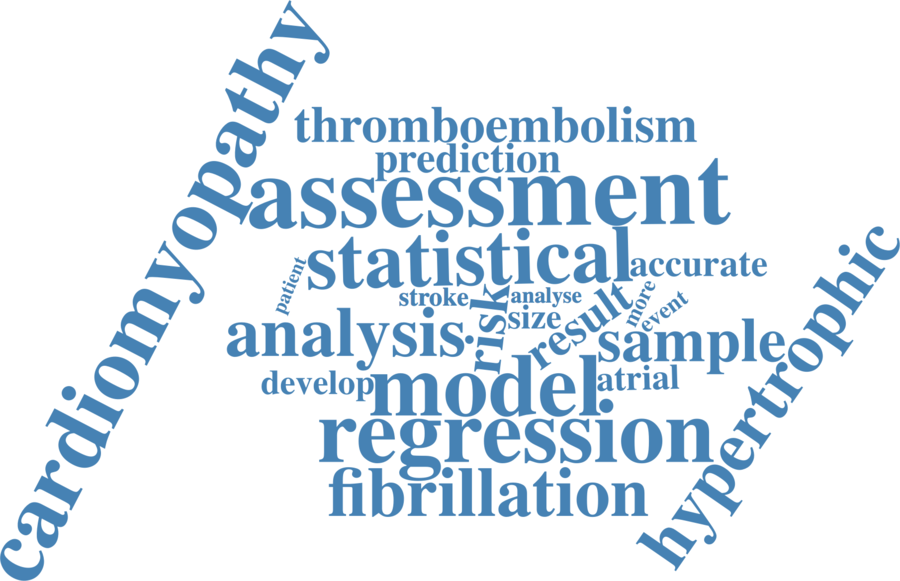 cardiomyopathy
thromboembolism
prediction
assessment
statistical
accurate
patient
stroke
analyse
more
event
risk
size
result
analysis
sample
hypertrophic
develop
model
atrial
regression
fibrillation